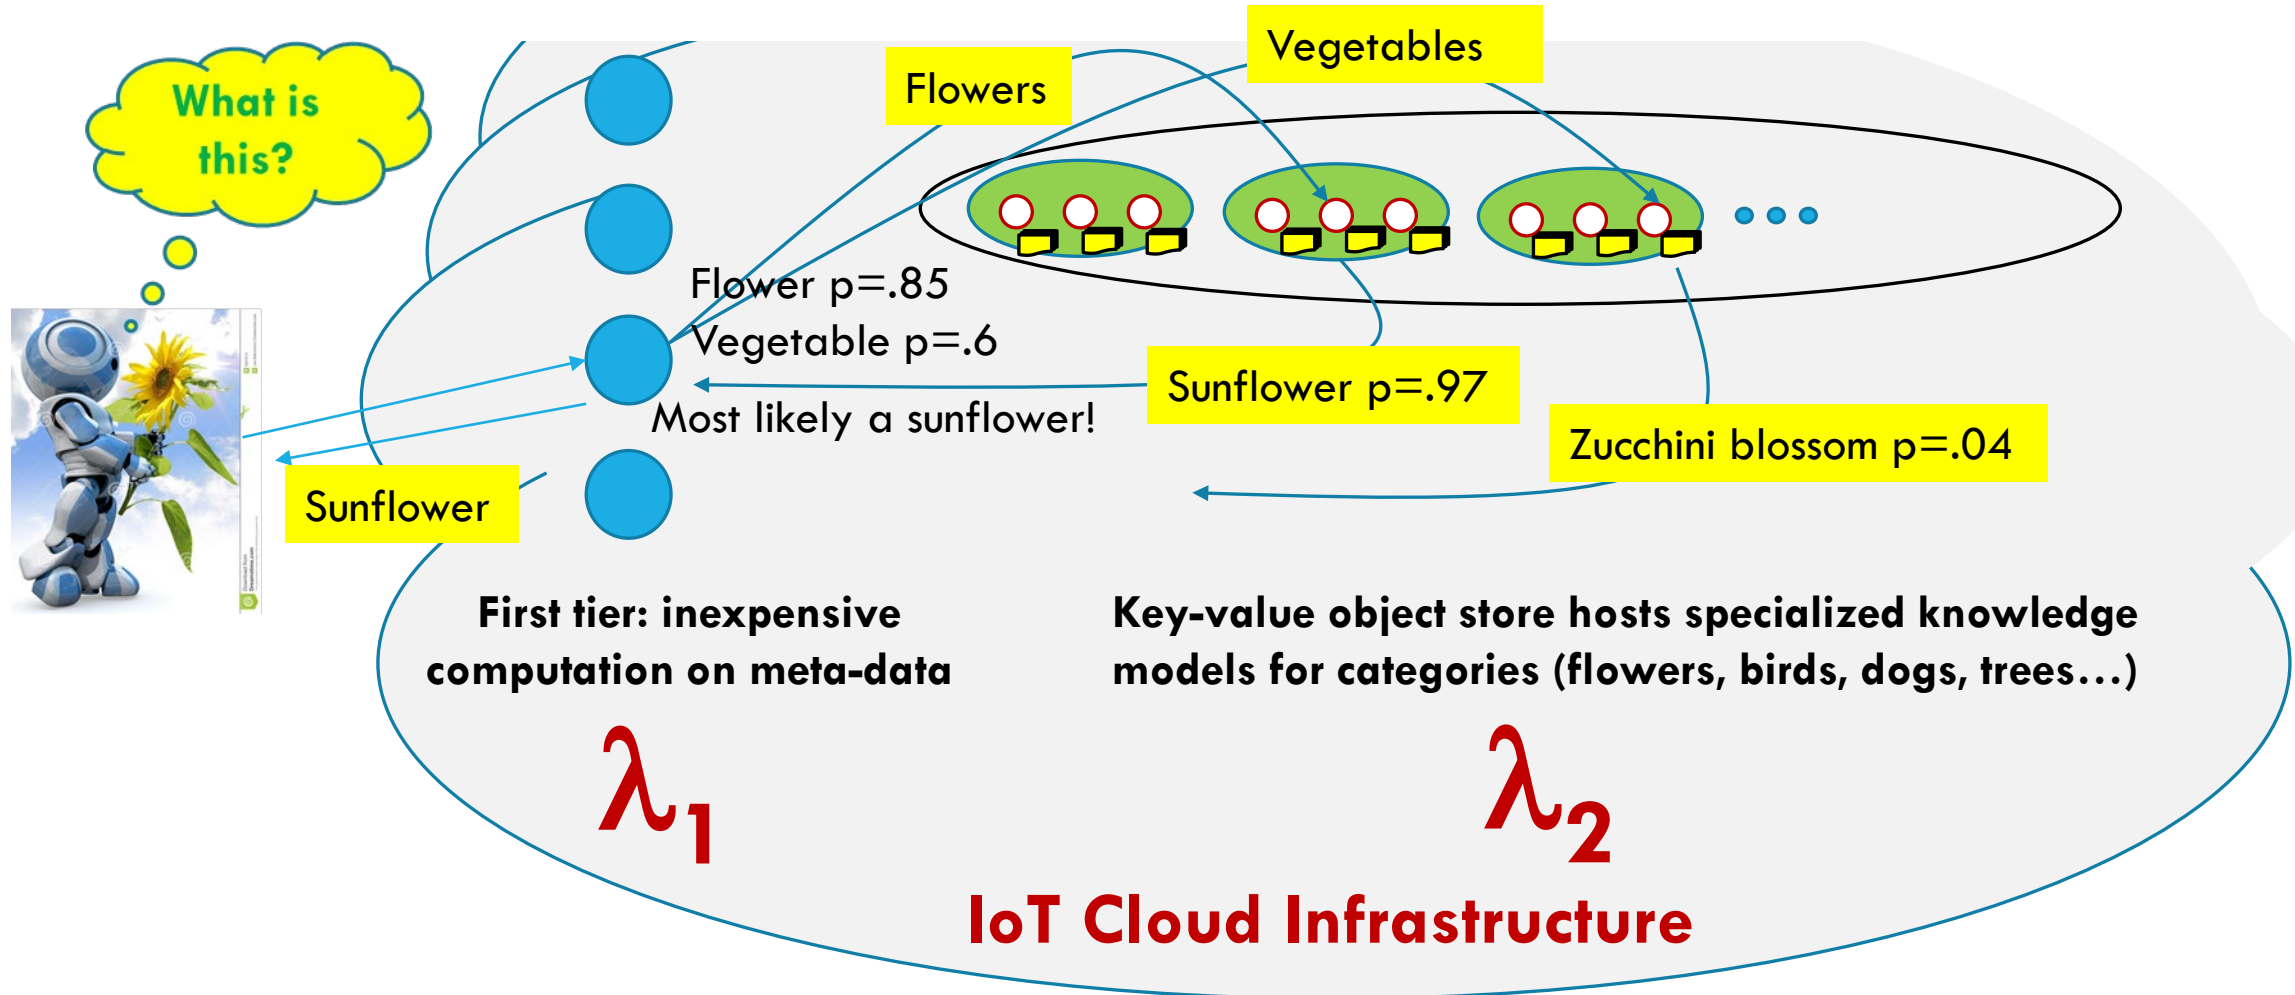 What is
this?
Flowers
Vegetables
Flower p=.85
Vegetable p=.6
Sunflower p=.97
Most likely a sunflower!
Zucchini blossom p=.04
Sunflower
First tier: inexpensive
computation on meta-data
Key-value object store hosts specialized knowledge
models for categories (flowers, birds, dogs, trees...)
λ1
λ2
IoT Cloud Infrastructure